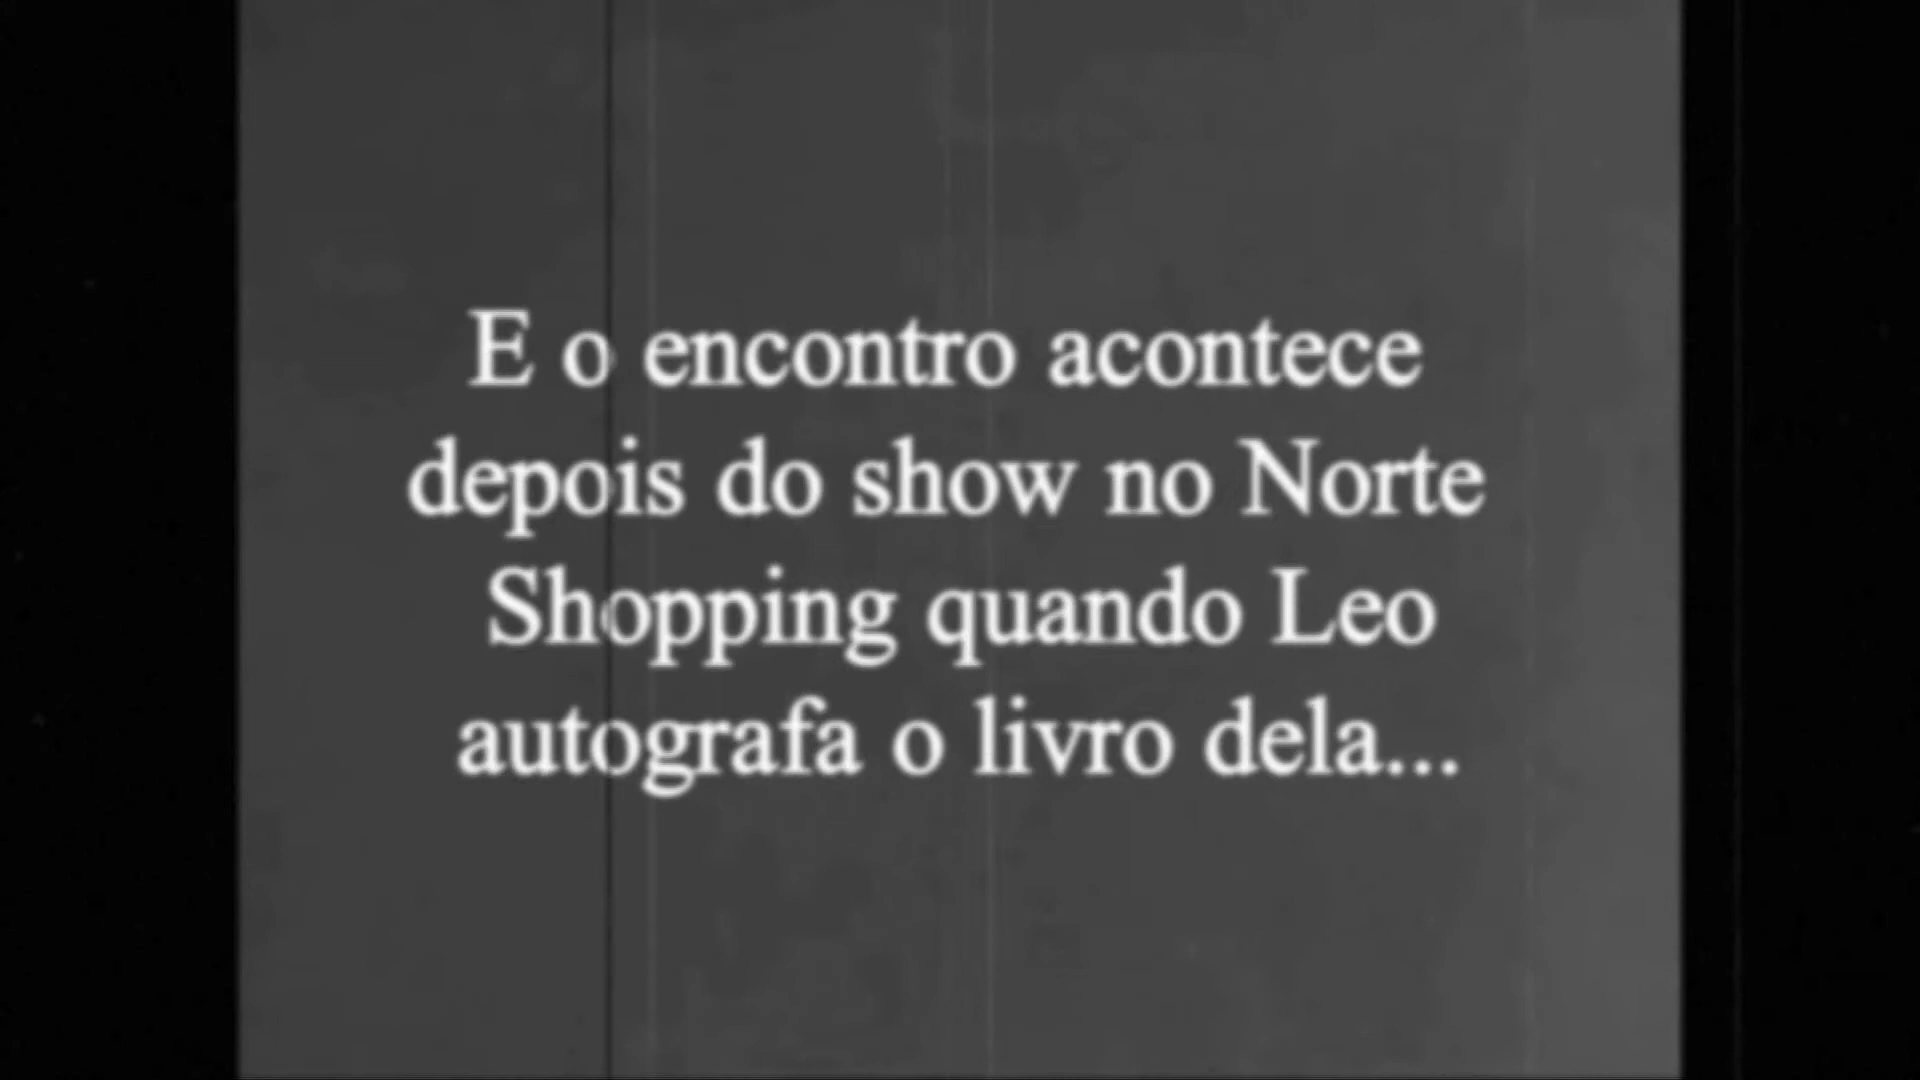 E o encontro acontece
depois do show no Norte
Shopping quando Leo
autografa o livro dela...